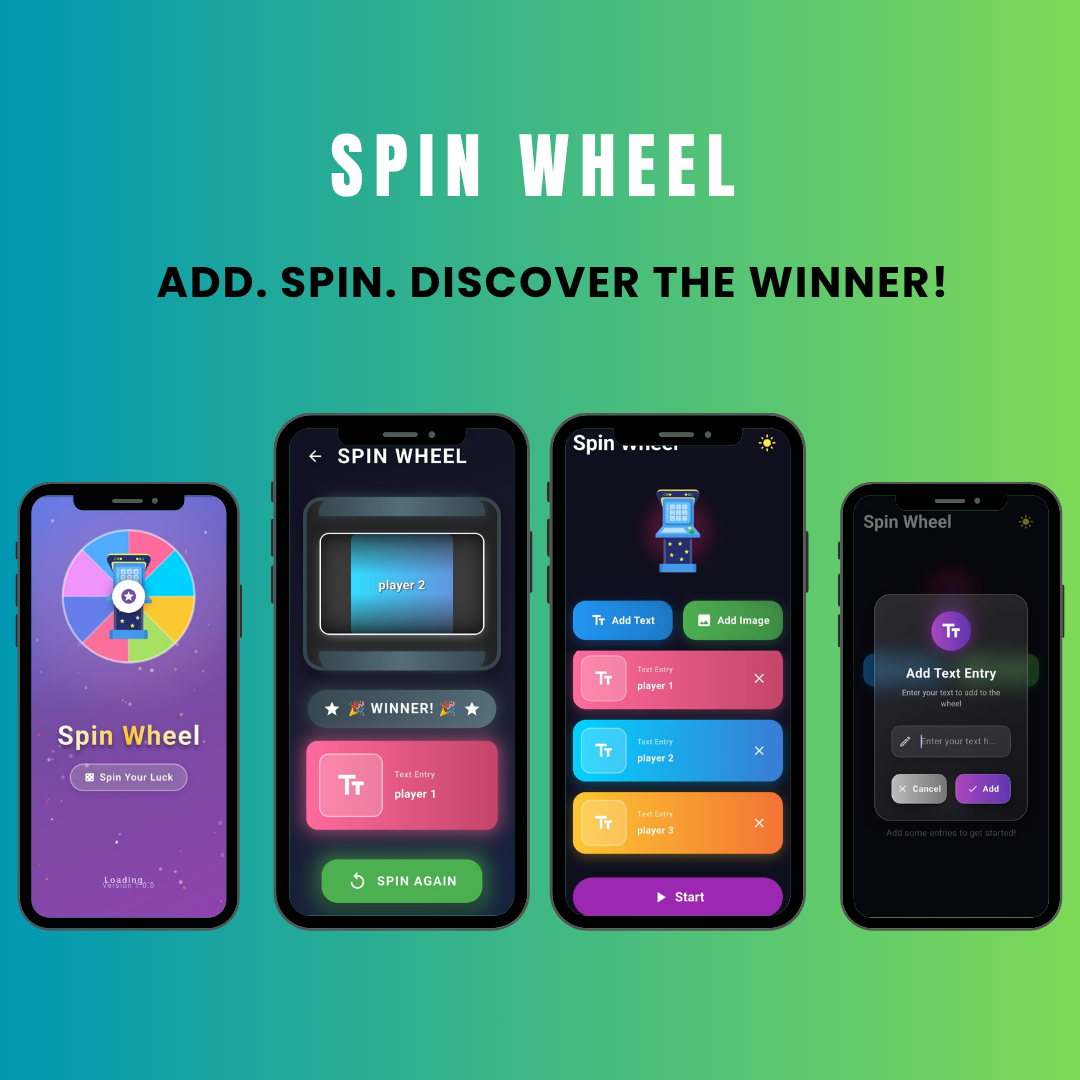 SPIN WHEEL
ADD. SPIN. DISCOVER THE WINNER!
Spin Wheel
Spin Your Luck
Loading...
Version 1.0.0
SPIN WHEEL
player 2
WINNER!
Tт
Text Entry
player 1
SPIN AGAIN
Spin Wheel
Tт Add Text
Add Image
Tт
Text Entry
player 1
Tт
Text Entry
player 2
Tт
Text Entry
player 3
Start
Spin Wheel
Tт
Add Text Entry
Enter your text to add to the
wheel
Enter your text h...
Cancel
Add
Add some entries to get started!